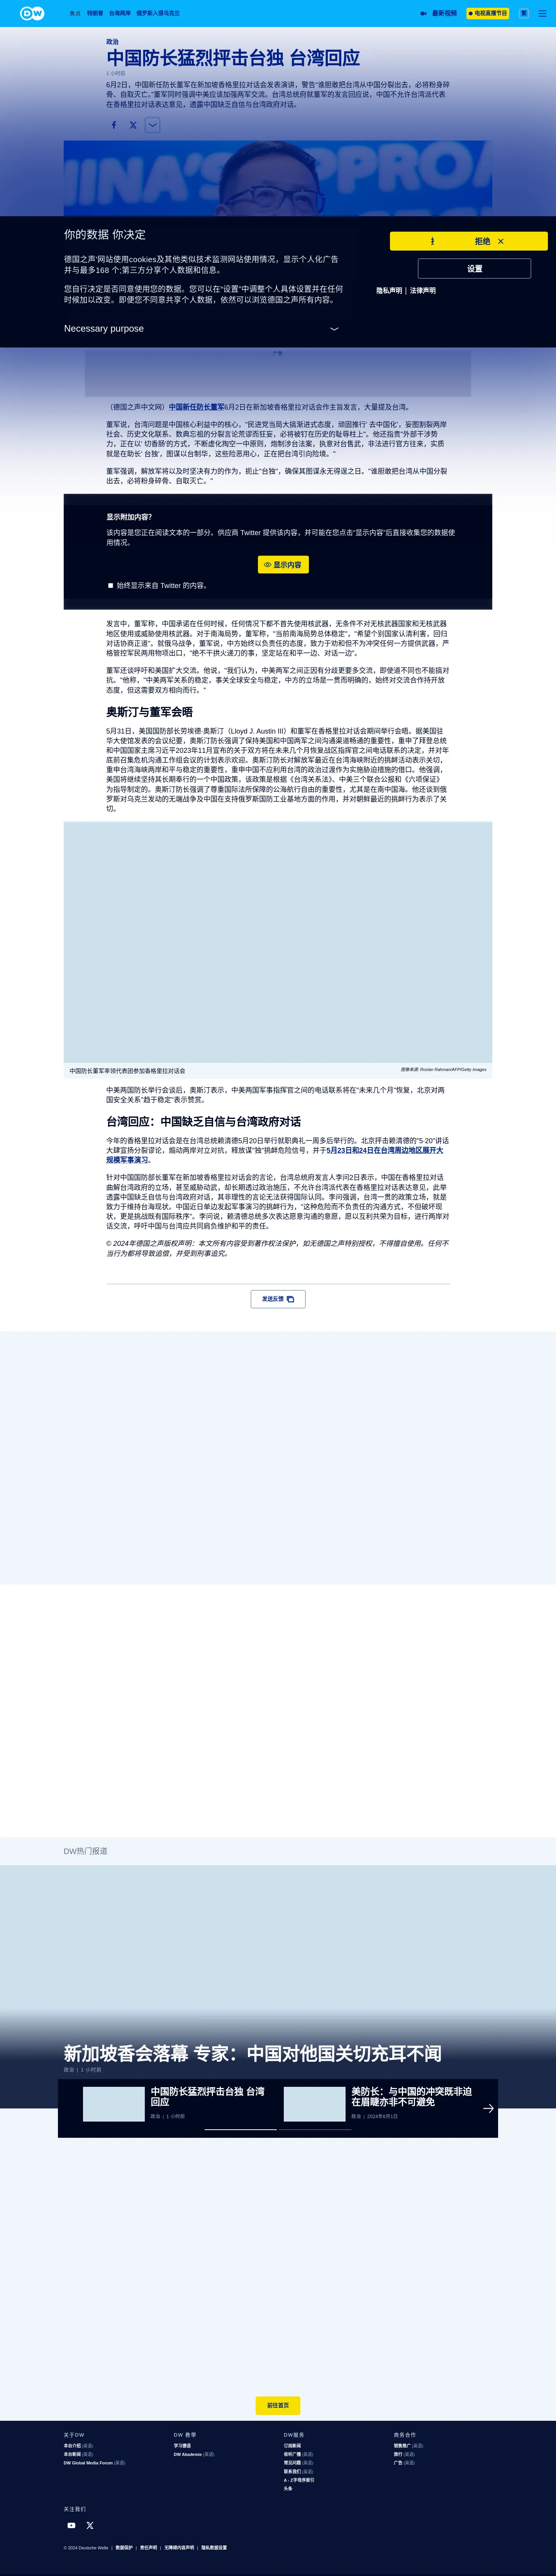 DW
焦点 特朗普 台海两岸 俄罗斯入侵乌克兰
最新视频
电视直播节目
繁
政治
中国防长猛烈抨击台独 台湾回应
1 小时前
6月2日，中国新任防长董军在新加坡香格里拉对话会发表演讲，警告"谁胆敢把台湾从中国分裂出去，必将粉身碎
骨、自取灭亡。"董军同时强调中美应该加强两军交流。台湾总统府就董军的发言回应说，中国不允许台湾派代表
在香格里拉对话表达意见，透露中国缺乏自信与台湾政府对话。
你的数据 你决定
德国之声'网站使用cookies及其他类似技术监测网站使用情况，显示个人化广告
并与最多168 个;第三方分享个人数据和信息。
您自行决定是否同意使用您的数据。您可以在"设置"中调整个人具体设置并在任何
时候加以改变。即便您不同意共享个人数据，依然可以浏览德国之声所有内容。
Necessary purpose
拒绝
设置
隐私声明 | 法律声明
广告
（德国之声中文网）中国新任防长董军6月2日在新加坡香格里拉对话会作主旨发言，大量提及台湾。
董军说，台湾问题是中国核心利益中的核心，"民进党当局大搞渐进式态度，顽固推行' 去中国化'，妄图割裂两岸
社会、历史文化联系、数典忘祖的分裂言论荒谬而狂妄，必将被钉在历史的耻辱柱上"。他还指责"外部干涉势
力，正在以' 切香肠'的方式，不断虚化掏空一中原则，炮制涉台法案，执意对台售武，非法进行官方往来，实质
就是在助长' 台独'，图谋以台制华，这些险恶用心，正在把台湾引向险境。"
董军强调，解放军将以及时坚决有力的作为，扼止"台独"，确保其图谋永无得逞之日。"谁胆敢把台湾从中国分裂
出去，必将粉身碎骨、自取灭亡。"
显示附加内容？
该内容是您正在阅读文本的一部分。供应商 Twitter 提供该内容，并可能在您点击"显示内容"后直接收集您的数据使
用情况。
显示内容
始终显示来自 Twitter 的内容。
发言中，董军称，中国承诺在任何时候，任何情况下都不首先使用核武器，无条件不对无核武器国家和无核武器
地区使用或威胁使用核武器。对于南海局势，董军称，"当前南海局势总体稳定"，"希望个别国家认清利害，回归
对话协商正道"。就俄乌战争，董军说，中方始终以负责任的态度，致力于劝和但不为冲突任何一方提供武器，严
格管控军民两用物项出口，"绝不干拱火递刀的事，坚定站在和平一边、对话一边"。
董军还谈呼吁和美国扩大交流。他说，"我们认为，中美两军之间正因有分歧更要多交流，即便道不同也不能搞对
抗。"他称，"中美两军关系的稳定，事关全球安全与稳定，中方的立场是一贯而明确的，始终对交流合作持开放
态度，但这需要双方相向而行。"
奥斯汀与董军会晤
5月31日，美国国防部长劳埃德·奥斯汀（Lloyd J. Austin III）和董军在香格里拉对话会期间举行会晤。据美国驻
华大使馆发表的会议纪要，奥斯汀防长强调了保持美国和中国两军之间沟通渠道畅通的重要性，重申了拜登总统
和中国国家主席习近平2023年11月宣布的关于双方将在未来几个月恢复战区指挥官之间电话联系的决定，并对年
底前召集危机沟通工作组会议的计划表示欢迎。奥斯汀防长对解放军最近在台湾海峡附近的挑衅活动表示关切，
重申台湾海峡两岸和平与稳定的重要性，重申中国不应利用台湾的政治过渡作为实施胁迫措施的借口。他强调，
美国将继续坚持其长期奉行的一个中国政策，该政策是根据《台湾关系法》、中美三个联合公报和《六项保证》
为指导制定的。奥斯汀防长强调了尊重国际法所保障的公海航行自由的重要性，尤其是在南中国海。他还谈到俄
罗斯对乌克兰发动的无端战争及中国在支持俄罗斯国防工业基地方面的作用，并对朝鲜最近的挑衅行为表示了关
切。
中国防长董军率领代表团参加香格里拉对话会
图像来源: Roslan Rahman/AFP/Getty Images
中美两国防长举行会谈后，奥斯汀表示，中美两国军事指挥官之间的电话联系将在"未来几个月"恢复，北京对两
国安全关系"趋于稳定"表示赞赏。
台湾回应：中国缺乏自信与台湾政府对话
今年的香格里拉对话会是在台湾总统赖清德5月20日举行就职典礼一周多后举行的。北京抨击赖清德的"5·20"讲话
大肆宣扬分裂谬论，煽动两岸对立对抗，释放谋"独"挑衅危险信号，并于5月23日和24日在台湾周边地区展开大
规模军事演习。
针对中国国防部长董军在新加坡香格里拉对话会的言论，台湾总统府发言人李问2日表示，中国在香格里拉对话
曲解台湾政府的立场，甚至威胁动武，却长期透过政治施压，不允许台湾派代表在香格里拉对话表达意见，此举
透露中国缺乏自信与台湾政府对话，其非理性的言论无法获得国际认同。李问强调，台湾一贯的政策立场，就是
致力于维持台海现状。中国近日单边发起军事演习的挑衅行为，"这种危险而不负责任的沟通方式，不但破坏现
状，更是挑战既有国际秩序"。李问说，赖清德总统多次表达愿意沟通的意愿，愿以互利共荣为目标，进行两岸对
话交流，呼吁中国与台湾应共同肩负维护和平的责任。
© 2024年德国之声版权声明：本文所有内容受到著作权法保护，如无德国之声特别授权，不得擅自使用。任何不
当行为都将导致追偿，并受到刑事追究。
发送反馈
DW热门报道
新加坡香会落幕 专家：中国对他国关切充耳不闻
政治 | 1 小时前
中国防长猛烈抨击台独 台湾
回应
政治 | 1 小时前
美防长：与中国的冲突既非迫
在眉睫亦非不可避免
政治 | 2024年6月1日
前往首页
关于DW
本台介绍 (英语)
本台新闻 (英语)
DW Global Media Forum (英语)
DW 教学
学习德语
DW Akademie (英语)
DW服务
订阅新闻
收听广播 (英语)
常见问题 (英语)
联系我们 (英语)
A - Z字母序索引
头条
商务合作
销售推广 (英语)
旅行 (英语)
广告 (英语)
关注我们
© 2024 Deutsche Welle | 数据保护 | 责任声明 | 无障碍内容声明 | 隐私数据设置